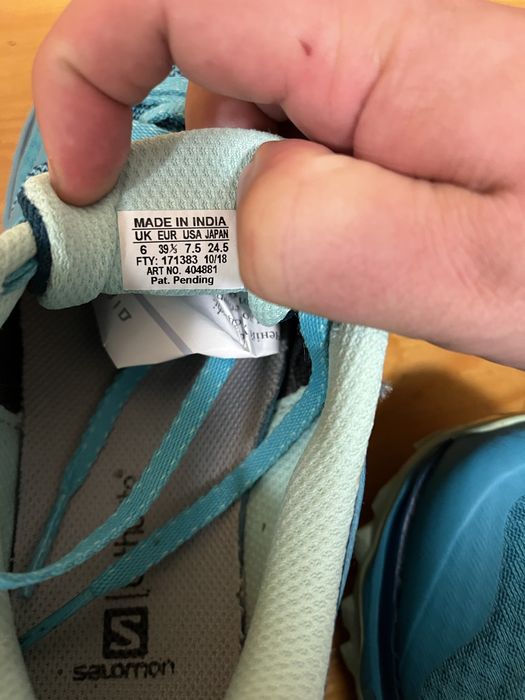 MADE IN INDIA
UK EUR USA JAPAN
6 39⅓ 7.5 24.5
FTY: 171383 10/18
ART NO. 404881
Pat. Pending
S
salomon